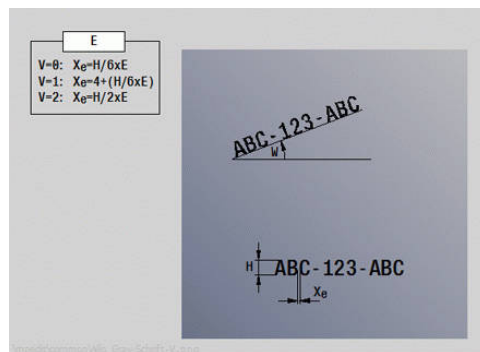 E
V=0: Xe=H/6xE
V=1: Xe=4+(H/6xE)
V=2: Xe=H/2xE
ABC-123-ABC
W
H
ABC-123-ABC
Xe